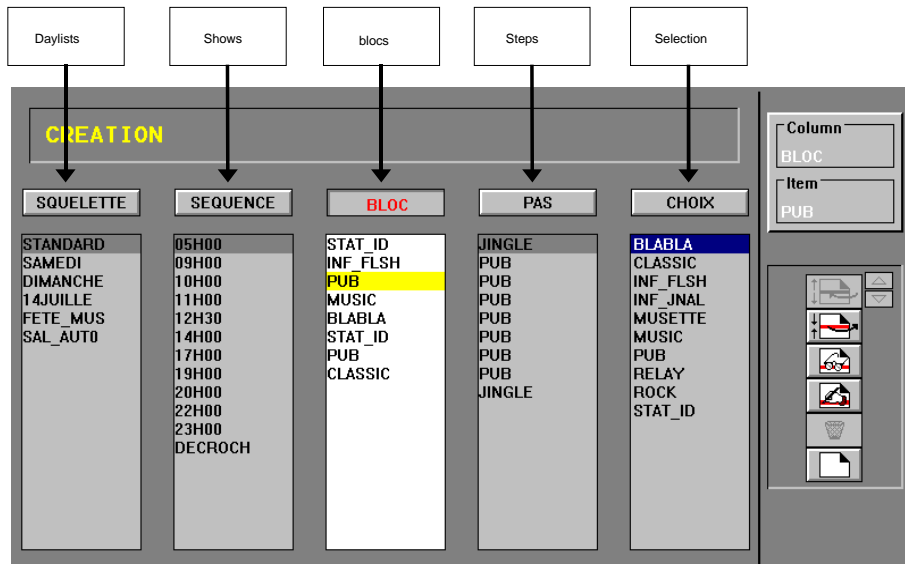 Daylists
Shows
blocs
Steps
Selection
CREATION
SQUELETTE
SEQUENCE
BLOC
PAS
CHOIX
STANDARD
SAMEDI
DIMANCHE
14JUILLE
FETE_MUS
SAL_AUTO
05H00
09H00
10H00
11H00
12H30
14H00
17H00
19H00
20H00
22H00
23H00
DECROCH
STAT_ID
INF_FLSH
PUB
MUSIC
BLABLA
STAT_ID
PUB
CLASSIC
JINGLE
PUB
PUB
PUB
PUB
PUB
PUB
PUB
JINGLE
BLABLA
CLASSIC
INF_FLSH
INF_JNAL
MUSETTE
MUSIC
PUB
RELAY
ROCK
STAT_ID
Column
BLOC
Item
PUB